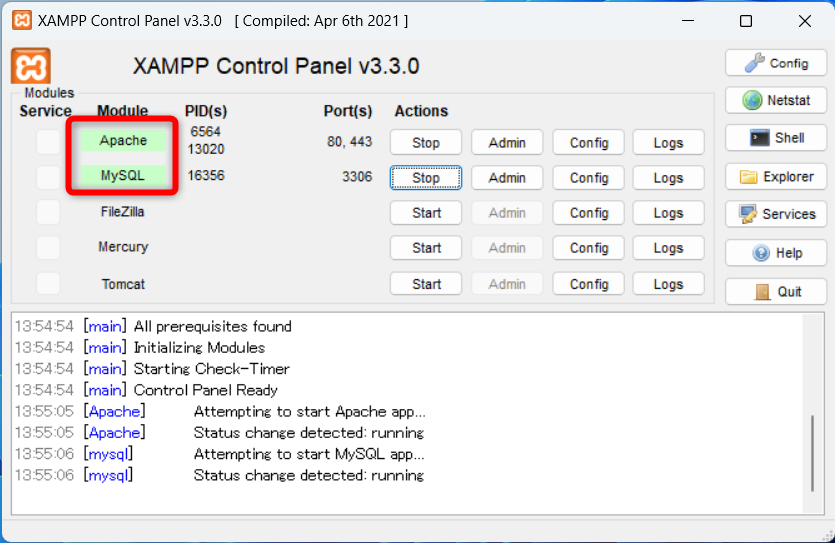 XAMPP Control Panel v3.3.0 [ Compiled: Apr 6th 2021 ]
XAMPP Control Panel v3.3.0
Config
Modules
Service Module PID(s) Port(s) Actions
Netstat
Apache 6564 13020 80, 443 Stop Admin Config Logs
Shell
MySQL 16356 3306 Stop Admin Config Logs
Explorer
FileZilla Start Admin Config Logs
Services
Mercury Start Admin Config Logs
Help
Tomcat Start Admin Config Logs
Quit
13:54:54 [main] All prerequisites found
13:54:54 [main] Initializing Modules
13:54:54 [main] Starting Check-Timer
13:54:54 [main] Control Panel Ready
13:55:05 [Apache] Attempting to start Apache app...
13:55:05 [Apache] Status change detected: running
13:55:06 [mysql] Attempting to start MySQL app...
13:55:06 [mysql] Status change detected: running